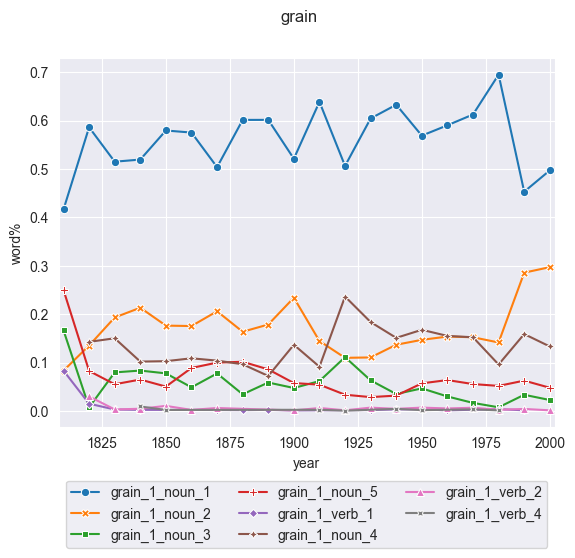 grain
0.7
0.6
0.5
0.4
0.3
0.2
0.1
0.0
word%
1825 1850 1875 1900 1925 1950 1975 2000
year
grain_1_noun_1 grain_1_noun_5 grain_1_verb_2
grain_1_noun_2 grain_1_verb_1 grain_1_verb_4
grain_1_noun_3 grain_1_noun_4